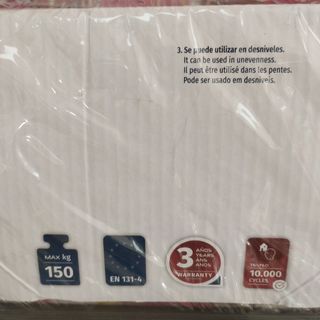 3. Se puede utilizar en desniveles.
It can be used in unevenness.
Il peut être utilisé dans les pentes.
Pode ser usado em desníveis.
MAX kg
150
EN 131-4
3
AÑOS
YEARS
ANS
ANOS
WARRANTY
TESTED
10.000
CYCLES